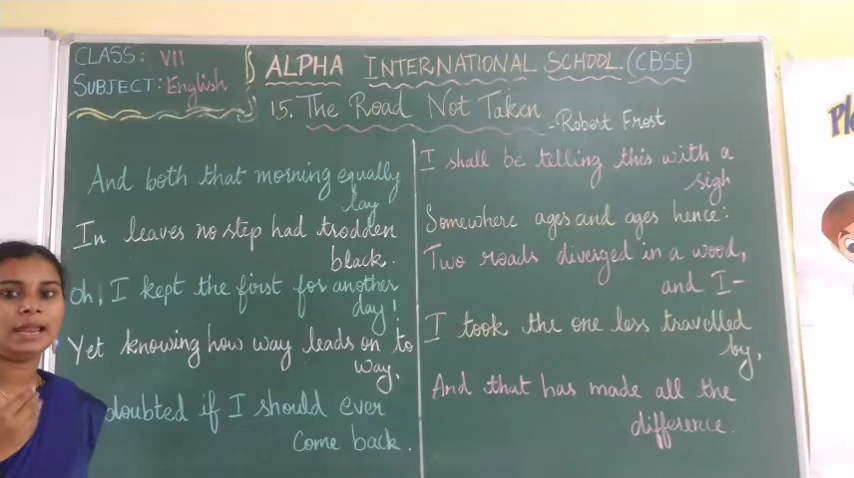 CLASS: VII
SUBJECT: English
ALPHA INTERNATIONAL SCHOOL (CBSE)
15. The Road Not Taken
-Robert Frost
And both that morning equally
lay
In leaves no step had trodden
black.
Oh, I kept the first for another
day!
Yet knowing how way leads on to
way,
doubted if I should ever
come back.
I shall be telling this with a
sigh
Somewhere ages and ages hence:
Two roads diverged in a wood,
and I-
I took the one less travelled
by,
And that has made all the
difference.